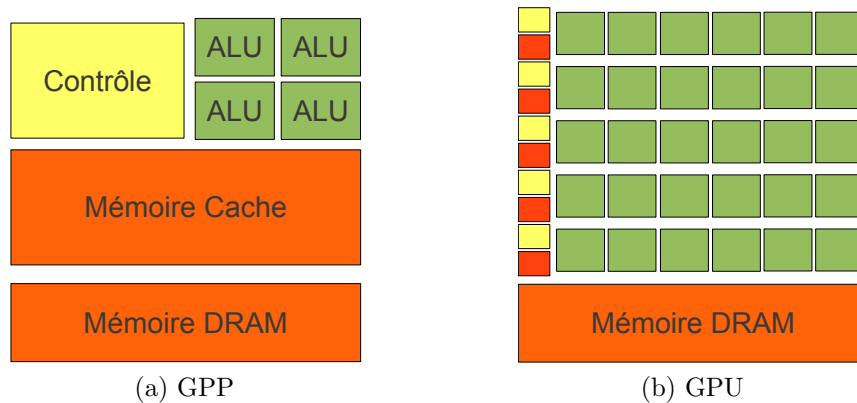 Contrôle
ALU ALU
ALU ALU
Mémoire Cache
Mémoire DRAM
(a) GPP
Mémoire DRAM
(b) GPU